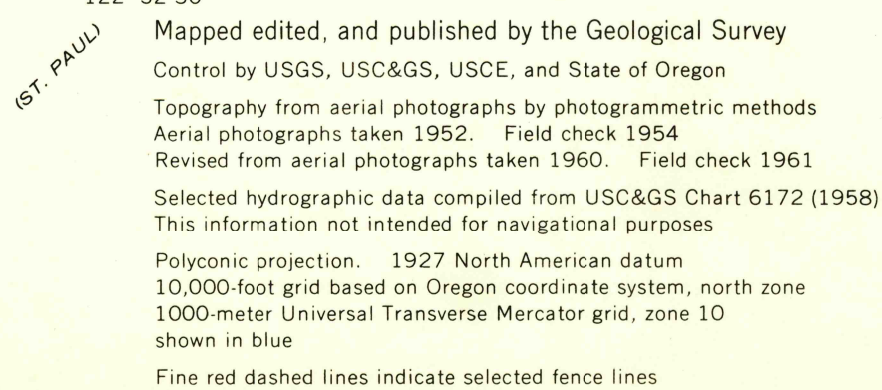 (ST. PAUL)
Mapped edited, and published by the Geological Survey
Control by USGS, USC&GS, USCE, and State of Oregon
Topography from aerial photographs by photogrammetric methods
Aerial photographs taken 1952. Field check 1954
Revised from aerial photographs taken 1960. Field check 1961
Selected hydrographic data compiled from USC&GS Chart 6172 (1958)
This information not intended for navigational purposes
Polyconic projection. 1927 North American datum
10,000-foot grid based on Oregon coordinate system, north zone
1000-meter Universal Transverse Mercator grid, zone 10
shown in blue
Fine red dashed lines indicate selected fence lines